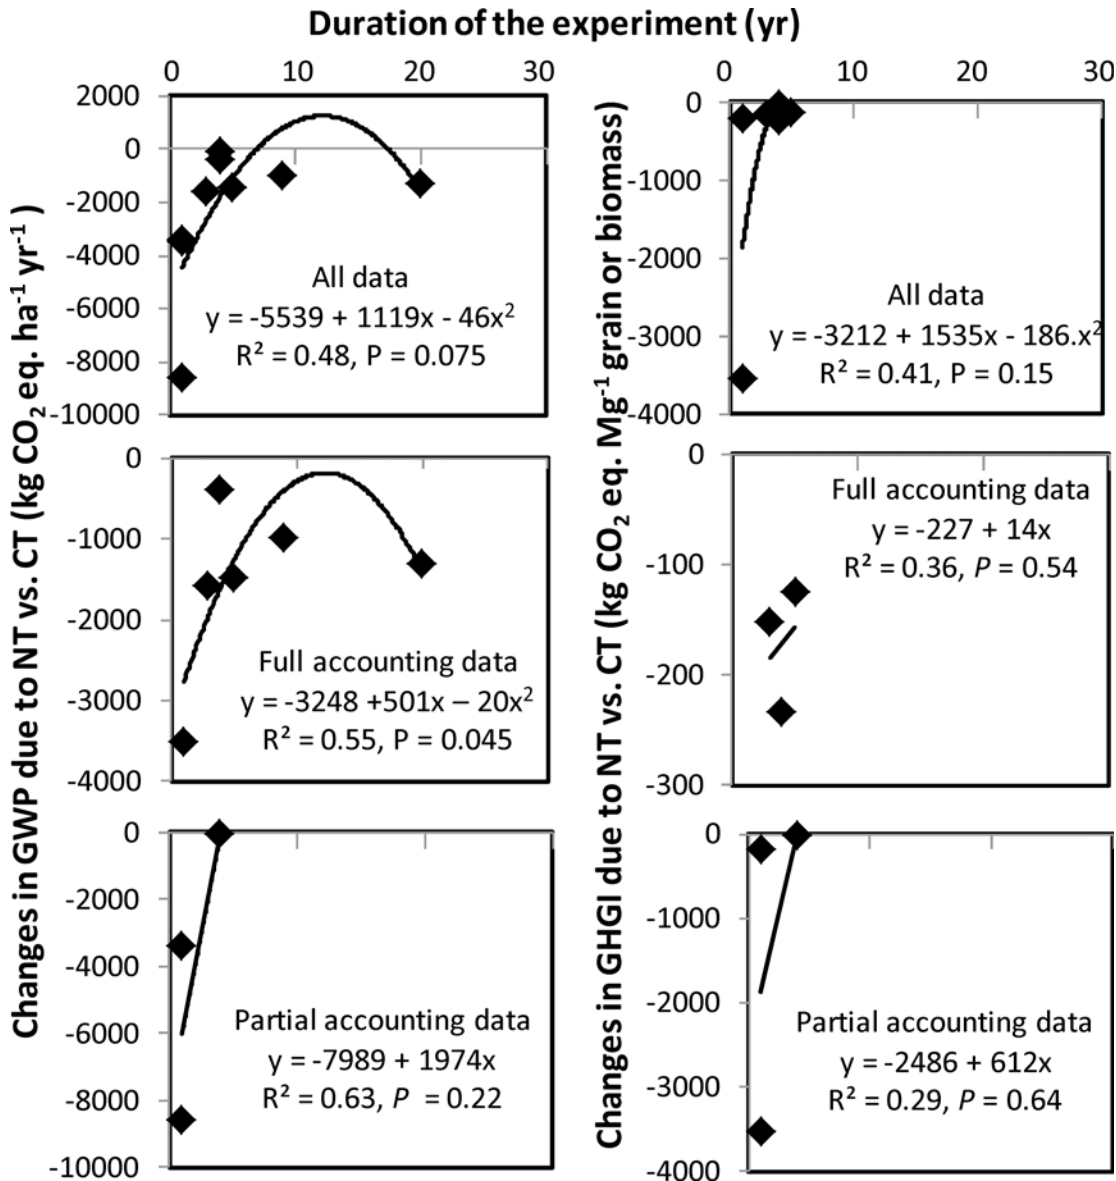 Duration of the experiment (yr)
0 10 20 30
0 10 20 30
Changes in GWP due to NT vs. CT (kg CO₂ eq. ha⁻¹ yr⁻¹ )
2000
0
-2000
-4000
-6000
-8000
-10000
All data
y = -5539 + 1119x - 46x²
R² = 0.48, P = 0.075
0
-1000
-2000
-3000
-4000
Full accounting data
y = -3248 +501x – 20x²
R² = 0.55, P = 0.045
0
-2000
-4000
-6000
-8000
-10000
Partial accounting data
y = -7989 + 1974x
R² = 0.63, P = 0.22
Changes in GHGI due to NT vs. CT (kg CO₂ eq. Mg⁻¹ grain or biomass)
0
-1000
-2000
-3000
-4000
All data
y = -3212 + 1535x - 186.x²
R² = 0.41, P = 0.15
0
-100
-200
-300
Full accounting data
y = -227 + 14x
R² = 0.36, P = 0.54
0
-1000
-2000
-3000
-4000
Partial accounting data
y = -2486 + 612x
R² = 0.29, P = 0.64